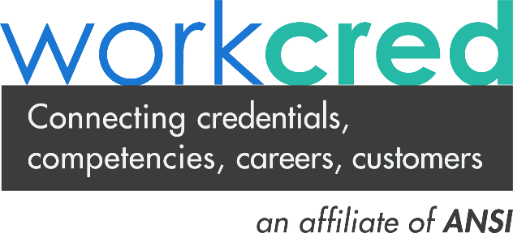 workcred
Connecting credentials,
competencies, careers, customers
an affiliate of ANSI